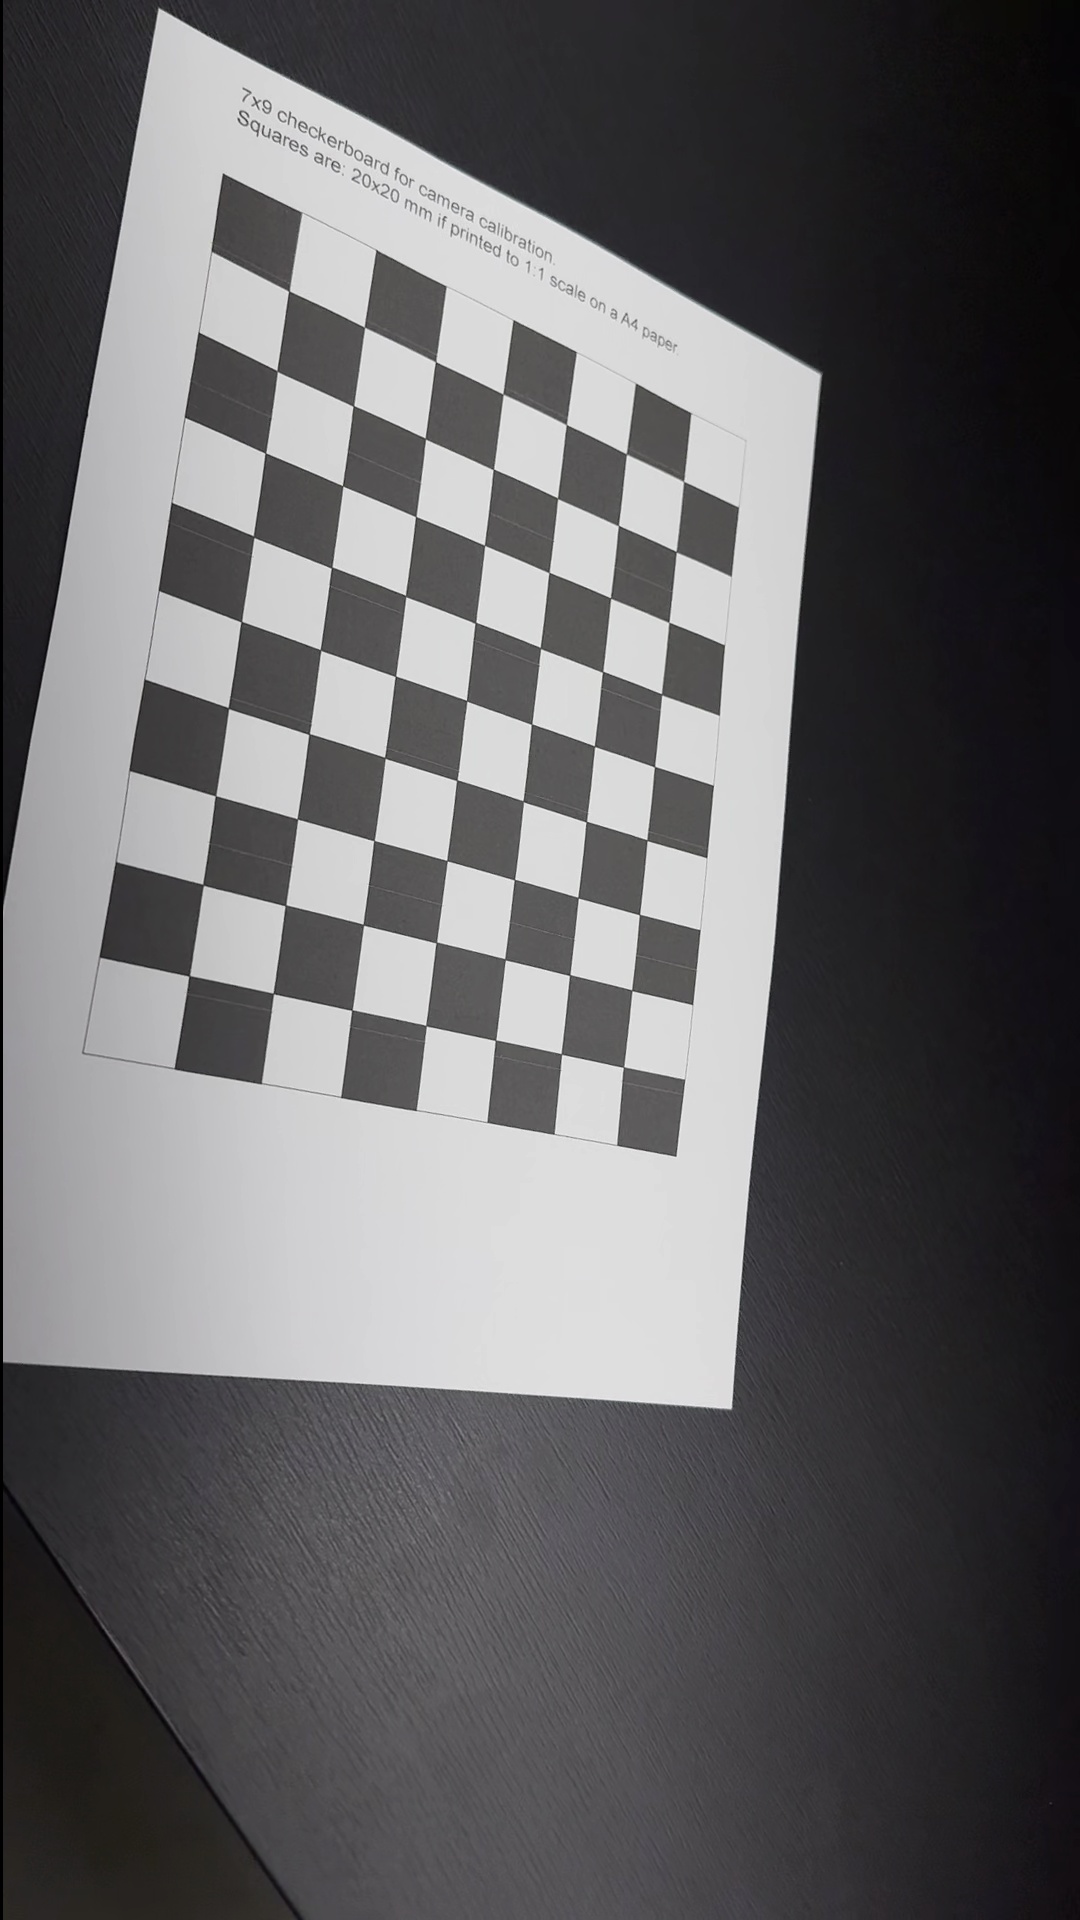 7x9 checkerboard for camera calibration.
Squares are: 20x20 mm if printed to 1:1 scale on a A4 paper.